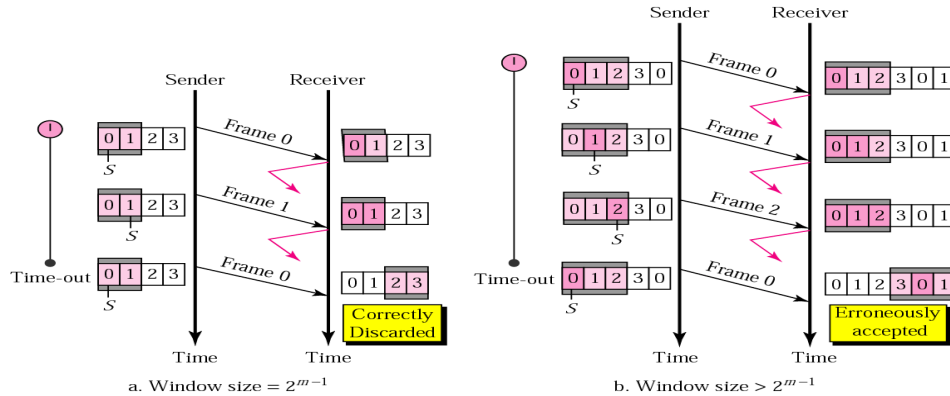 Sender Receiver
0 1 2 3
S
Frame 0
0 1 2 3
0 1 2 3
S
Frame 1
0 1 2 3
Time-out
0 1 2 3
S
Frame 0
0 1 2 3
Correctly
Discarded
Time Time
a. Window size = 2^{m–1}
Sender Receiver
0 1 2 3 0
S
Frame 0
0 1 2 3 0 1
0 1 2 3 0
S
Frame 1
0 1 2 3 0 1
0 1 2 3 0
S
Frame 2
0 1 2 3 0 1
Time-out
0 1 2 3 0
S
Frame 0
0 1 2 3 0 1
Erroneously
accepted
Time Time
b. Window size > 2^{m–1}